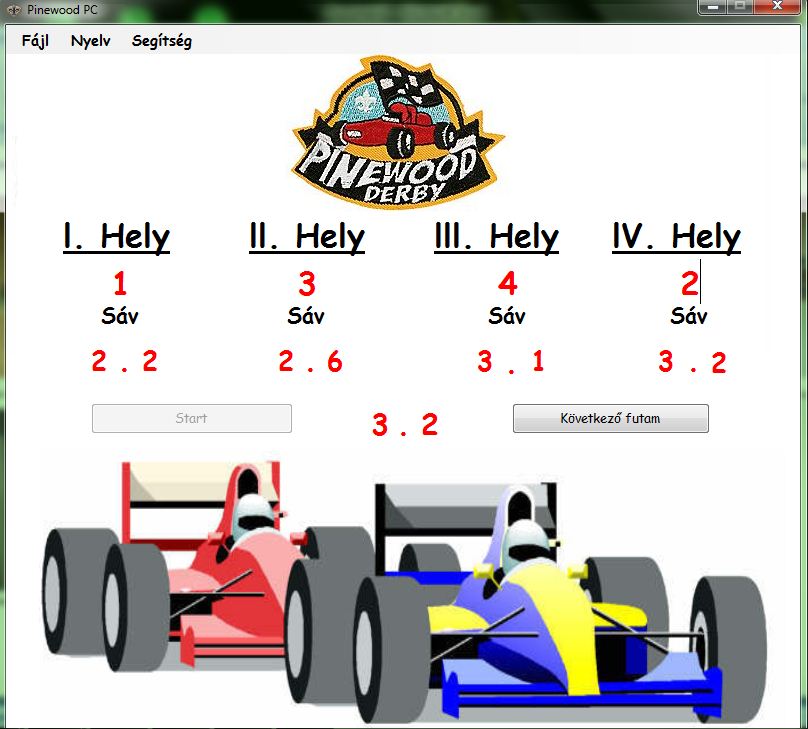 Pinewood PC
Fájl Nyelv Segítség
PINEWOOD
DERBY
I. Hely II. Hely III. Hely IV. Hely
1 3 4 2
Sáv Sáv Sáv Sáv
2 . 2 2 . 6 3 . 1 3 . 2
Start 3 . 2 Következő futam